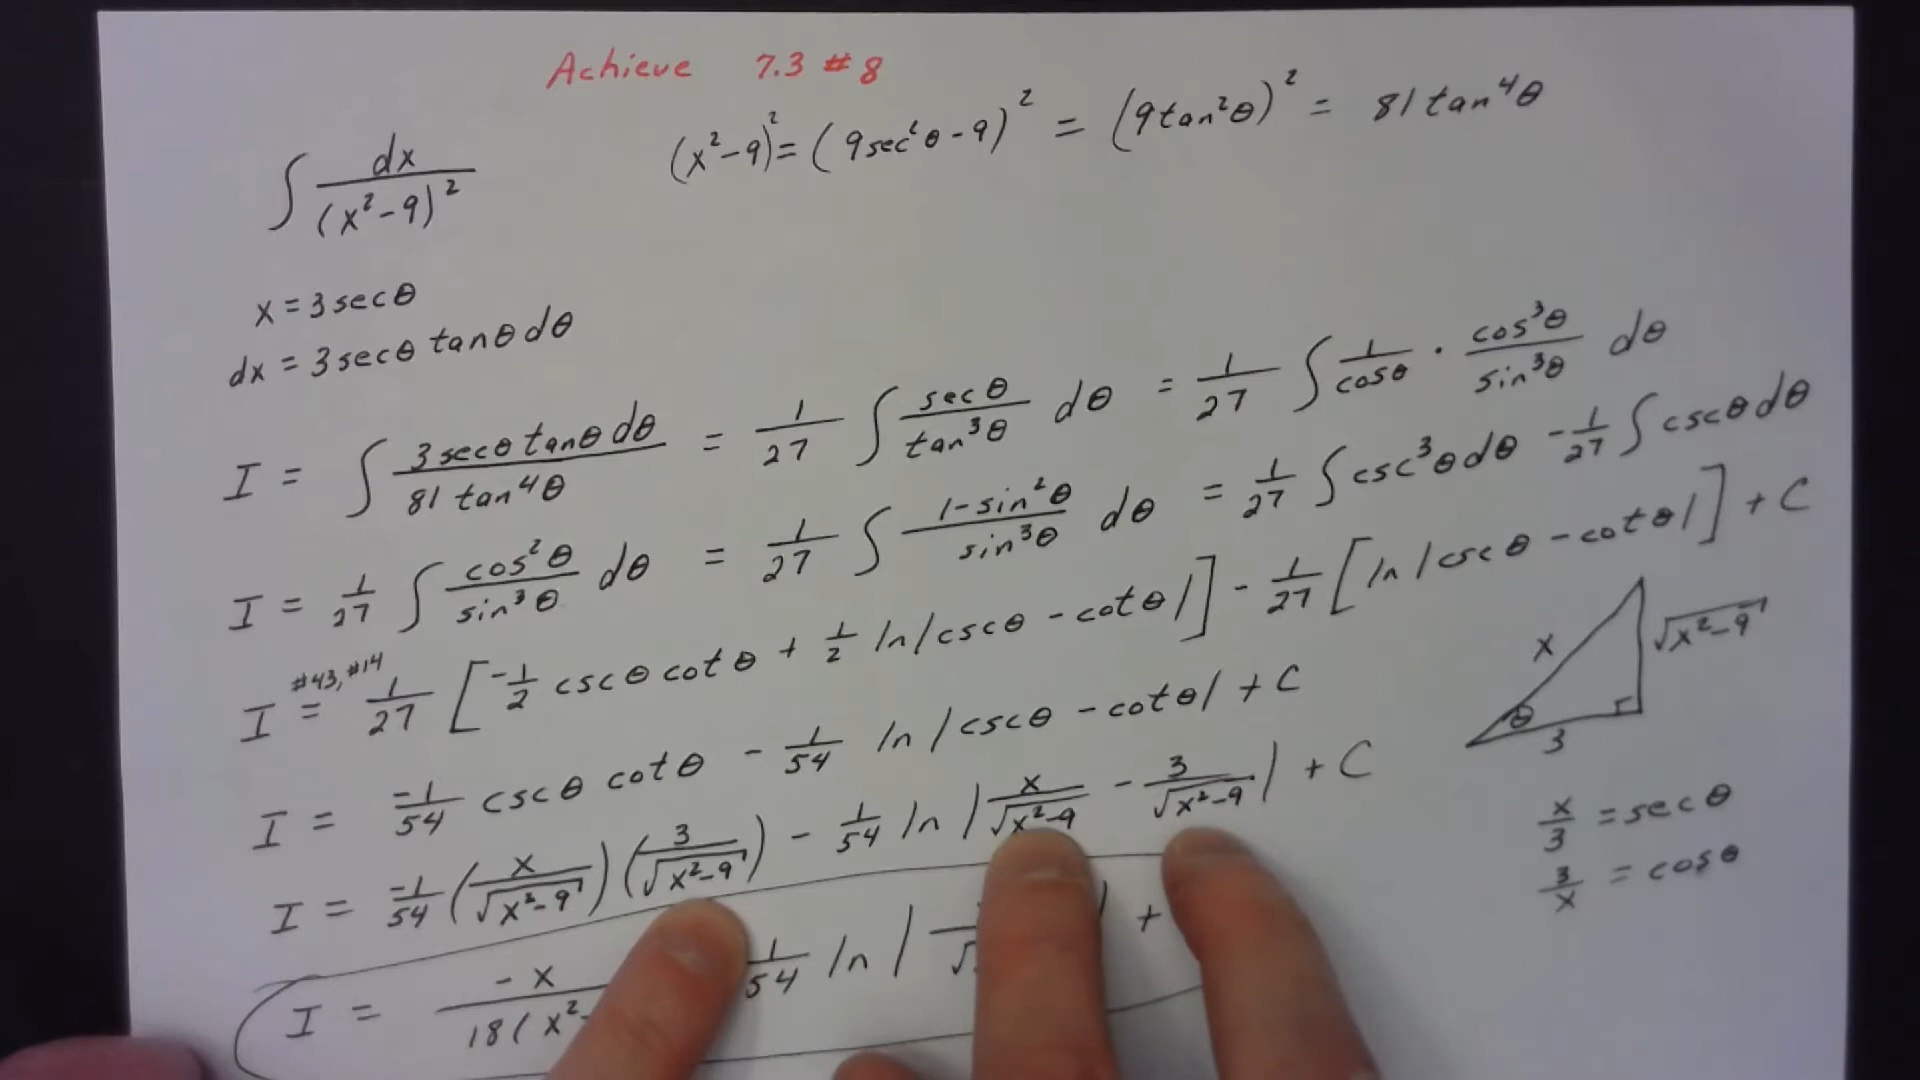 Achieve 7.3 #8
∫ dx/(x²-9)²
(x²-9)² = (9sec²θ-9)² = (9tan²θ)² = 81tan⁴θ
x = 3secθ
dx = 3secθ tanθ dθ
I = ∫ 3secθ tanθ dθ / 81 tan⁴θ = 1/27 ∫ secθ/tan³θ dθ = 1/27 ∫ 1/cosθ · cos³θ/sin³θ dθ
I = 1/27 ∫ cos²θ/sin³θ dθ = 1/27 ∫ (1-sin²θ)/sin³θ dθ = 1/27 ∫ csc³θ dθ - 1/27 ∫ cscθ dθ
#43, #14
I = 1/27 [-1/2 cscθ cotθ + 1/2 ln|cscθ - cotθ|] - 1/27 [ln|cscθ - cotθ|] + C
I = -1/54 cscθ cotθ - 1/54 ln|cscθ - cotθ| + C
I = -1/54 (x/√(x²-9)) (3/√(x²-9)) - 1/54 ln|x/√(x²-9) - 3/√(x²-9)| + C
x √(x²-9)
θ 3
x/3 = secθ
3/x = cosθ
I = -x/18(x²- 1/54 ln| +